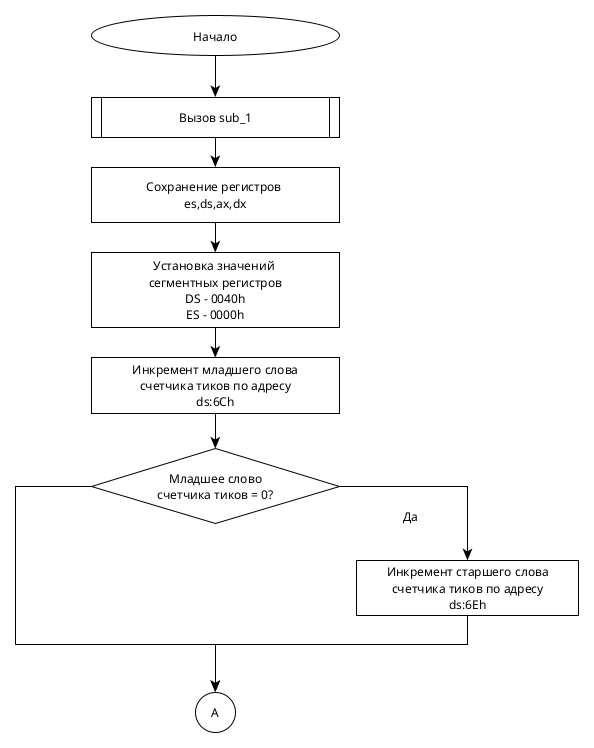 Начало
Вызов sub_1
Сохранение регистров
es,ds,ax,dx
Установка значений
сегментных регистров
DS - 0040h
ES - 0000h
Инкремент младшего слова
счетчика тиков по адресу
ds:6Ch
Младшее слово
счетчика тиков = 0?
Да
Инкремент старшего слова
счетчика тиков по адресу
ds:6Eh
А